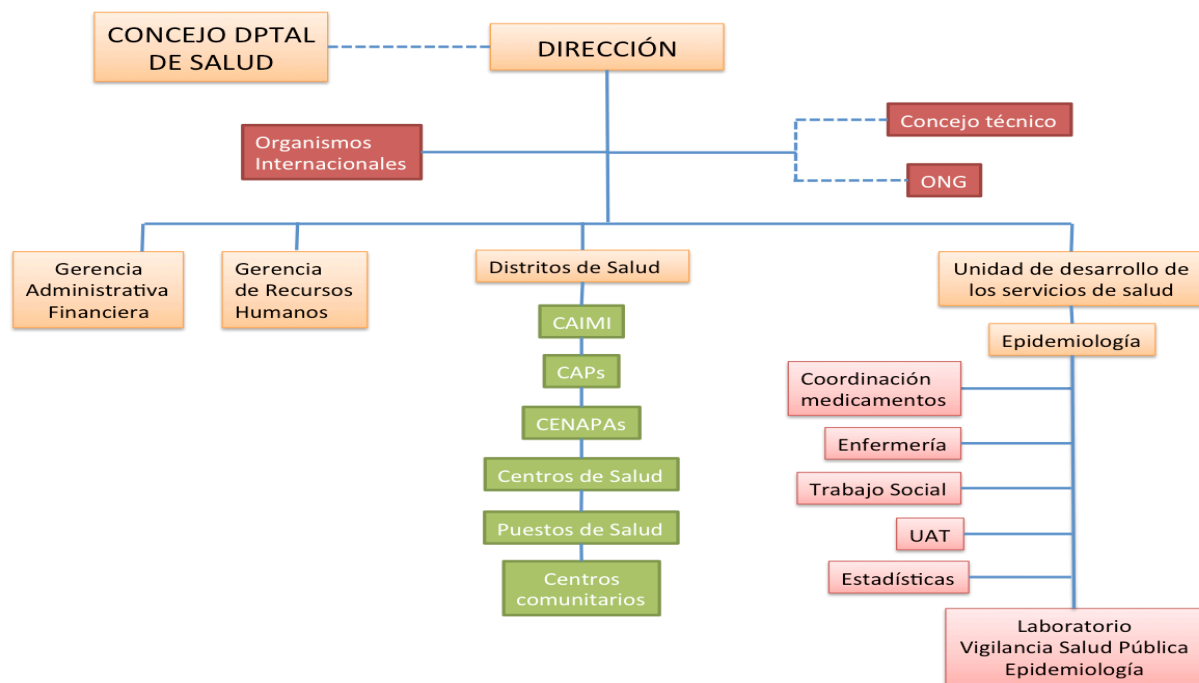 CONCEJO DPTAL
DE SALUD
DIRECCIÓN
Organismos
Internacionales
Concejo técnico
ONG
Gerencia
Administrativa
Financiera
Gerencia
de Recursos
Humanos
Distritos de Salud
CAIMI
CAPs
CENAPAs
Centros de Salud
Puestos de Salud
Centros
comunitarios
Unidad de desarrollo de
los servicios de salud
Epidemiología
Coordinación
medicamentos
Enfermería
Trabajo Social
UAT
Estadísticas
Laboratorio
Vigilancia Salud Pública
Epidemiología